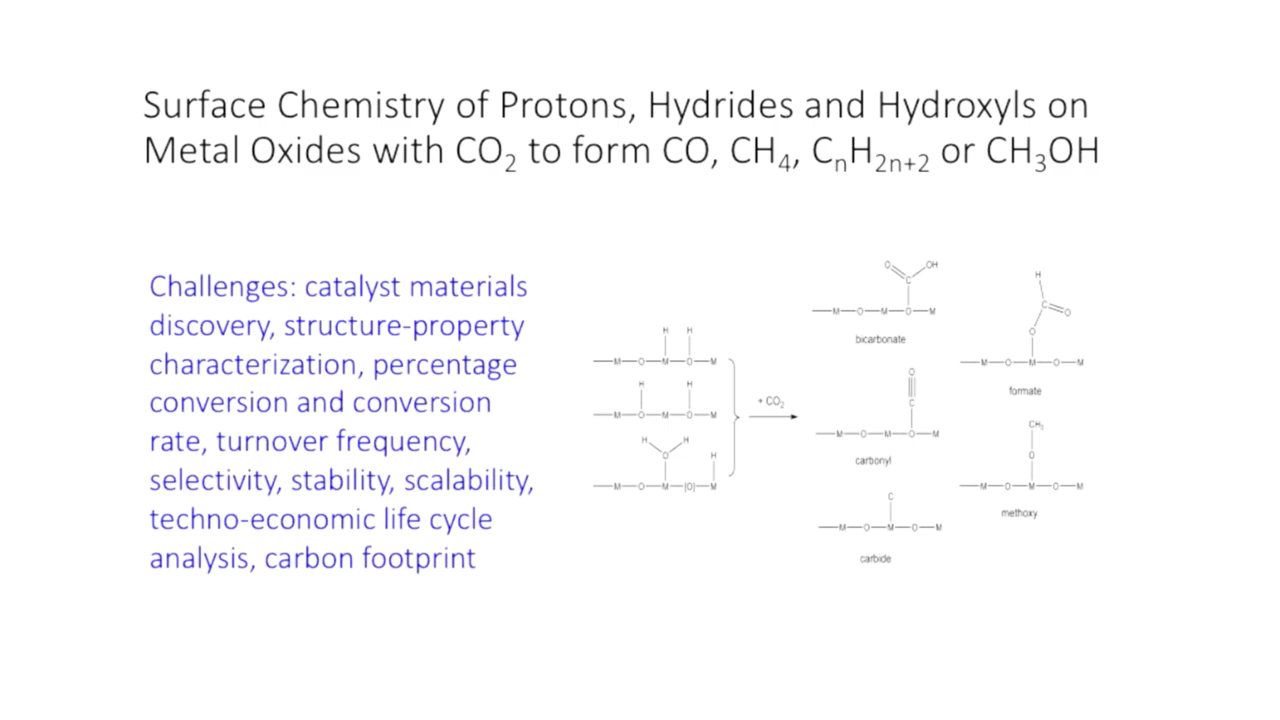 Surface Chemistry of Protons, Hydrides and Hydroxyls on
Metal Oxides with CO₂ to form CO, CH₄, CₙH₂ₙ₊₂ or CH₃OH
Challenges: catalyst materials
discovery, structure-property
characterization, percentage
conversion and conversion
rate, turnover frequency,
selectivity, stability, scalability,
techno-economic life cycle
analysis, carbon footprint
H H
—M—O—M—O—M
H H
—M—O—M—O—M
H H
O H
—M—O—M—[O]—M
+ CO₂
O OH
C
—M—O—M—O—M
bicarbonate
O
C
—M—O—M—O—M
carbonyl
C
—M—O—M—O—M
carbide
H
C O
O
—M—O—M—O—M
formate
CH₃
O
—M—O—M—O—M
methoxy